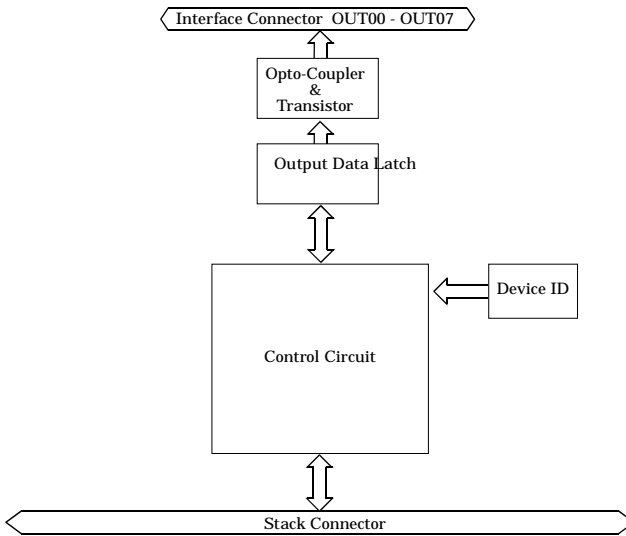 Interface Connector OUT00 - OUT07
Opto-Coupler
&
Transistor
Output Data Latch
Device ID
Control Circuit
Stack Connector